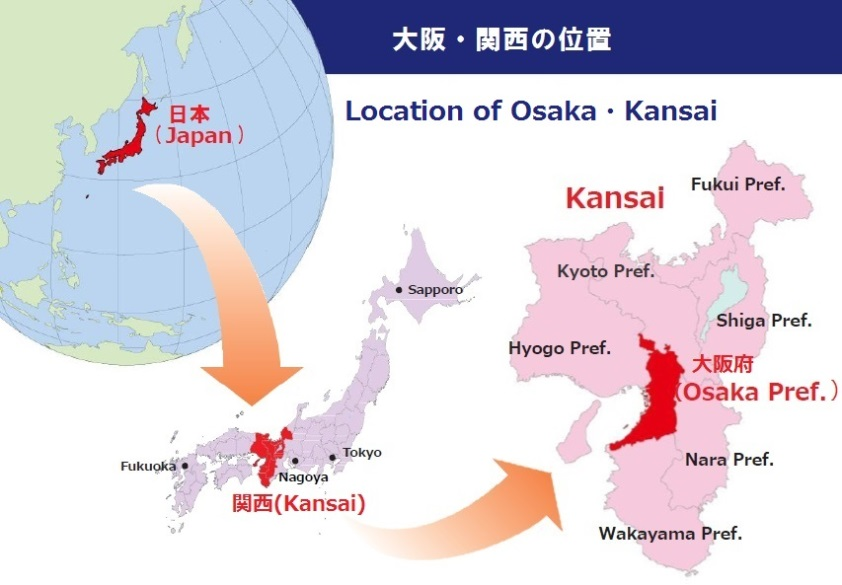 大阪・関西の位置
Location of Osaka・Kansai
日本
（Japan）
Kansai
Fukui Pref.
Kyoto Pref.
Shiga Pref.
Hyogo Pref.
大阪府
（Osaka Pref.）
Nara Pref.
Wakayama Pref.
Sapporo
Tokyo
Nagoya
Fukuoka
関西(Kansai)